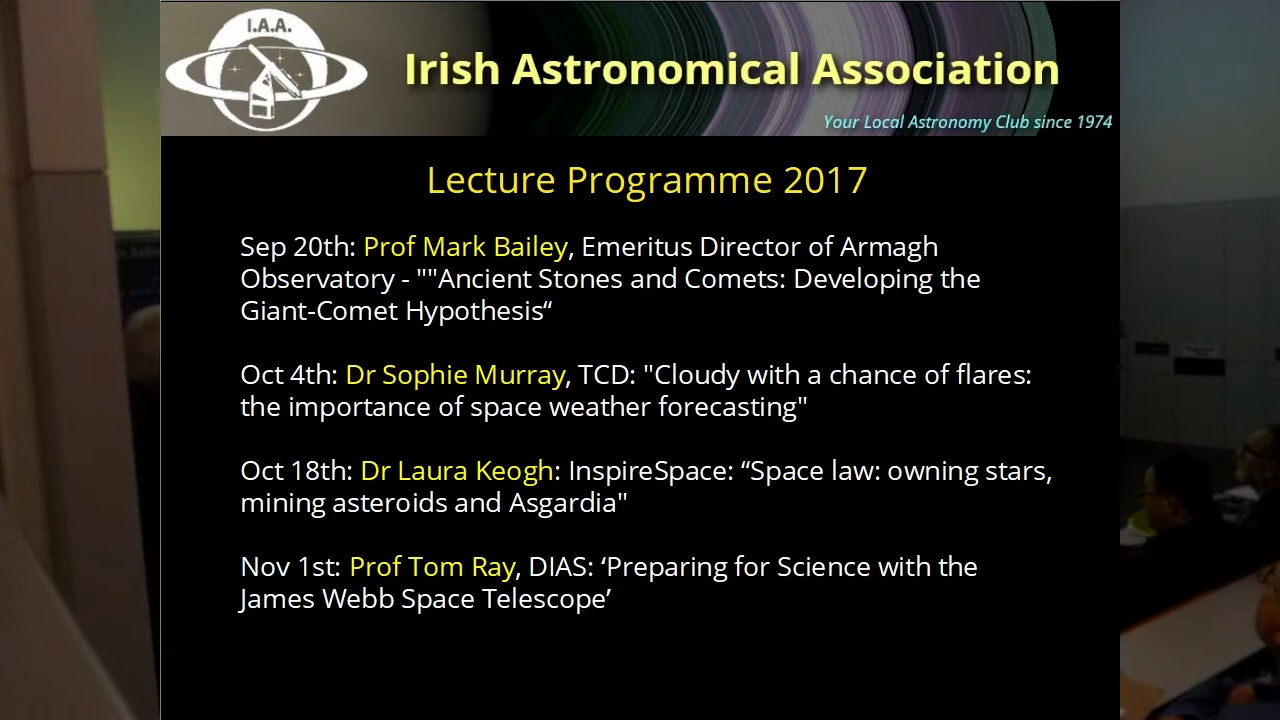 I.A.A.
Irish Astronomical Association
Your Local Astronomy Club since 1974
Lecture Programme 2017
Sep 20th: Prof Mark Bailey, Emeritus Director of Armagh
Observatory - ""Ancient Stones and Comets: Developing the
Giant-Comet Hypothesis“
Oct 4th: Dr Sophie Murray, TCD: "Cloudy with a chance of flares:
the importance of space weather forecasting"
Oct 18th: Dr Laura Keogh: InspireSpace: “Space law: owning stars,
mining asteroids and Asgardia"
Nov 1st: Prof Tom Ray, DIAS: ‘Preparing for Science with the
James Webb Space Telescope’